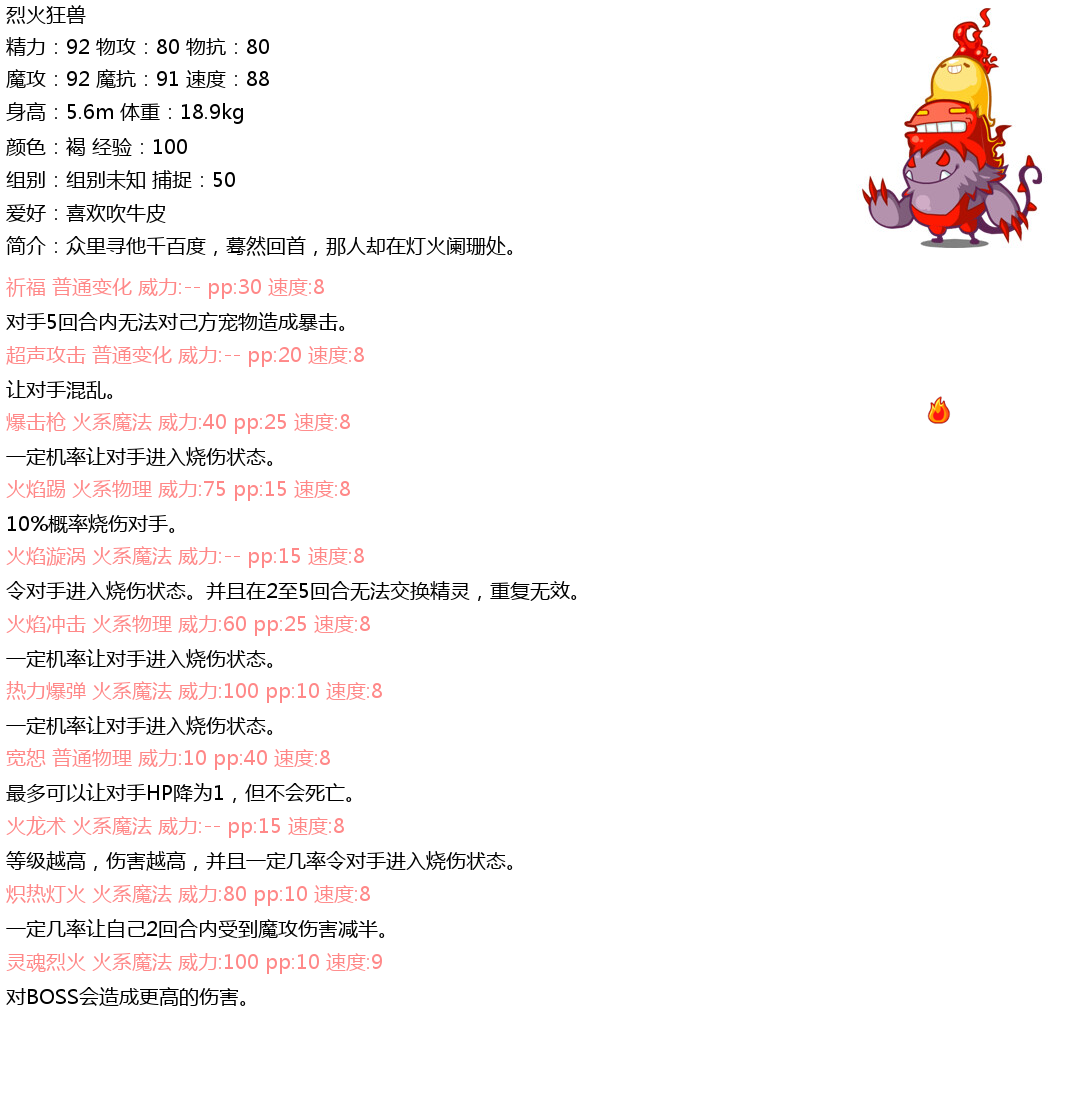 烈火狂兽
精力：92 物攻：80 物抗：80
魔攻：92 魔抗：91 速度：88
身高：5.6m 体重：18.9kg
颜色：褐 经验：100
组别：组别未知 捕捉：50
爱好：喜欢吹牛皮
简介：众里寻他千百度，蓦然回首，那人却在灯火阑珊处。
祈福 普通变化 威力:-- pp:30 速度:8
对手5回合内无法对己方宠物造成暴击。
超声攻击 普通变化 威力:-- pp:20 速度:8
让对手混乱。
爆击枪 火系魔法 威力:40 pp:25 速度:8
一定机率让对手进入烧伤状态。
火焰踢 火系物理 威力:75 pp:15 速度:8
10%概率烧伤对手。
火焰漩涡 火系魔法 威力:-- pp:15 速度:8
令对手进入烧伤状态。并且在2至5回合无法交换精灵，重复无效。
火焰冲击 火系物理 威力:60 pp:25 速度:8
一定机率让对手进入烧伤状态。
热力爆弹 火系魔法 威力:100 pp:10 速度:8
一定机率让对手进入烧伤状态。
宽恕 普通物理 威力:10 pp:40 速度:8
最多可以让对手HP降为1，但不会死亡。
火龙术 火系魔法 威力:-- pp:15 速度:8
等级越高，伤害越高，并且一定几率令对手进入烧伤状态。
炽热灯火 火系魔法 威力:80 pp:10 速度:8
一定几率让自己2回合内受到魔攻伤害减半。
灵魂烈火 火系魔法 威力:100 pp:10 速度:9
对BOSS会造成更高的伤害。